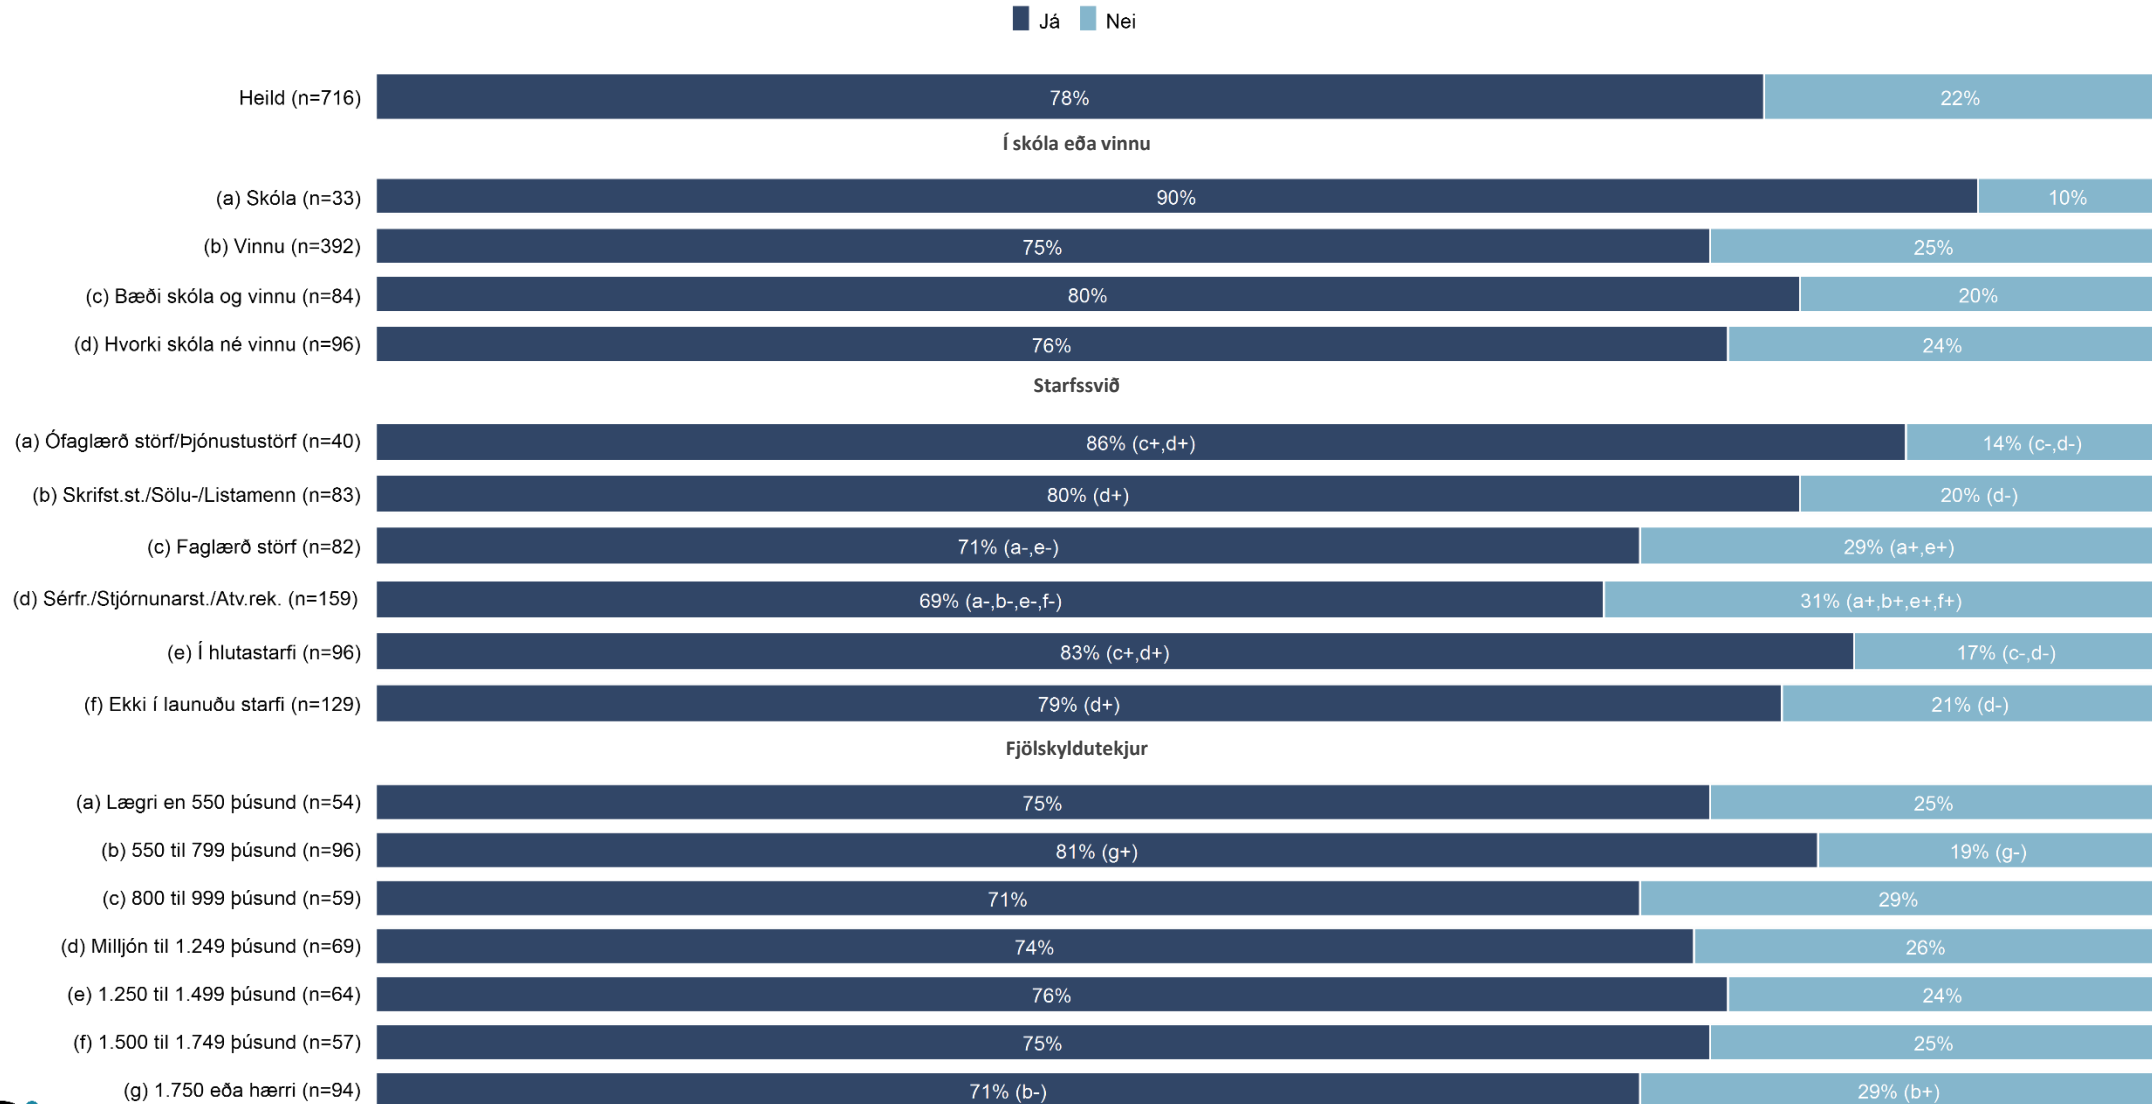 Já Nei
Heild (n=716) 78% 22%
Í skóla eða vinnu
(a) Skóla (n=33) 90% 10%
(b) Vinnu (n=392) 75% 25%
(c) Bæði skóla og vinnu (n=84) 80% 20%
(d) Hvorki skóla né vinnu (n=96) 76% 24%
Starfssvið
(a) Ófaglærð störf/Þjónustustörf (n=40) 86% (c+,d+) 14% (c-,d-)
(b) Skrifst.st./Sölu-/Listamenn (n=83) 80% (d+) 20% (d-)
(c) Faglærð störf (n=82) 71% (a-,e-) 29% (a+,e+)
(d) Sérfr./Stjórnunarst./Atv.rek. (n=159) 69% (a-,b-,e-,f-) 31% (a+,b+,e+,f+)
(e) Í hlutastarfi (n=96) 83% (c+,d+) 17% (c-,d-)
(f) Ekki í launuðu starfi (n=129) 79% (d+) 21% (d-)
Fjölskyldutekjur
(a) Lægri en 550 þúsund (n=54) 75% 25%
(b) 550 til 799 þúsund (n=96) 81% (g+) 19% (g-)
(c) 800 til 999 þúsund (n=59) 71% 29%
(d) Milljón til 1.249 þúsund (n=69) 74% 26%
(e) 1.250 til 1.499 þúsund (n=64) 76% 24%
(f) 1.500 til 1.749 þúsund (n=57) 75% 25%
(g) 1.750 eða hærri (n=94) 71% (b-) 29% (b+)